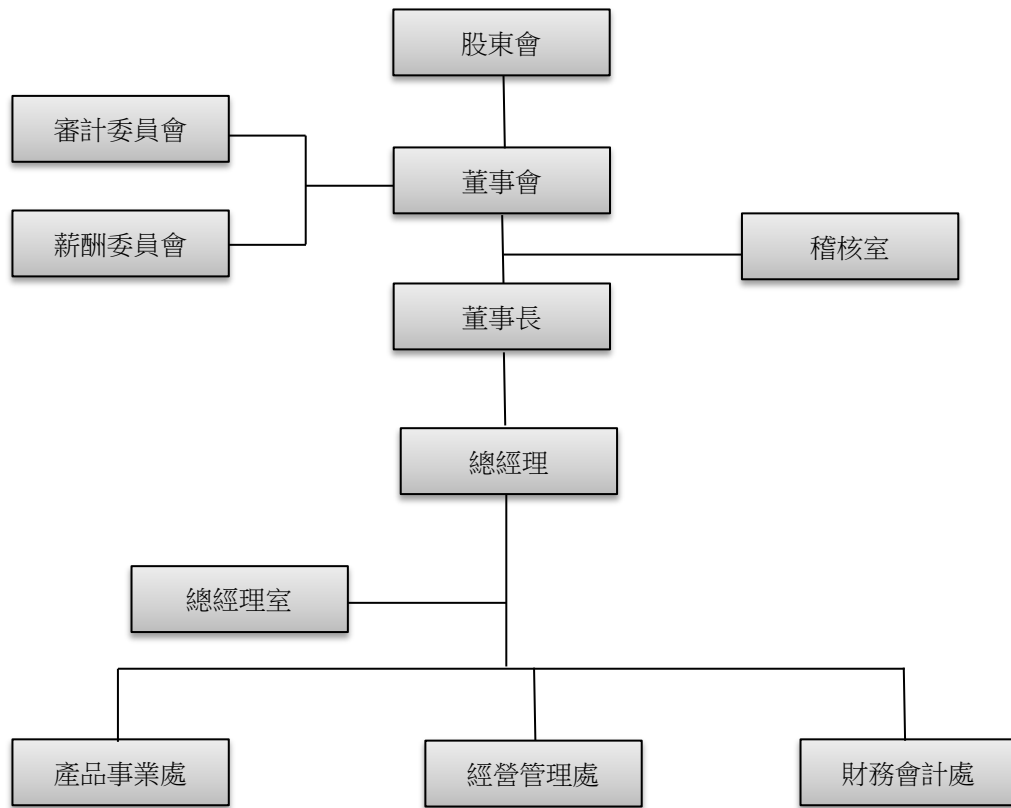 股東會
審計委員會
董事會
薪酬委員會
稽核室
董事長
總經理
總經理室
產品事業處
經營管理處
財務會計處